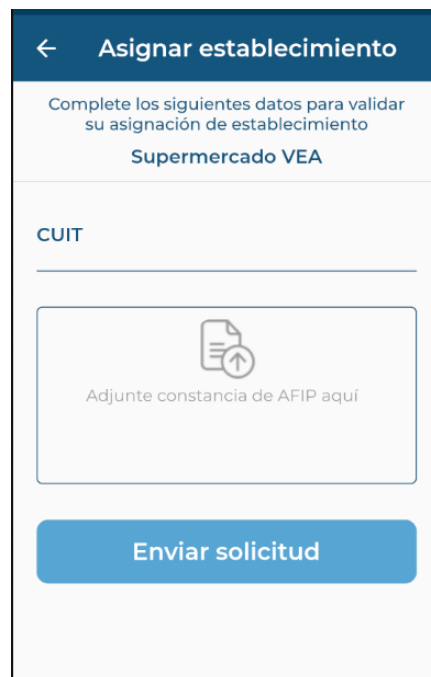 Asignar establecimiento
Complete los siguientes datos para validar
su asignación de establecimiento
Supermercado VEA
CUIT
Adjunte constancia de AFIP aquí
Enviar solicitud